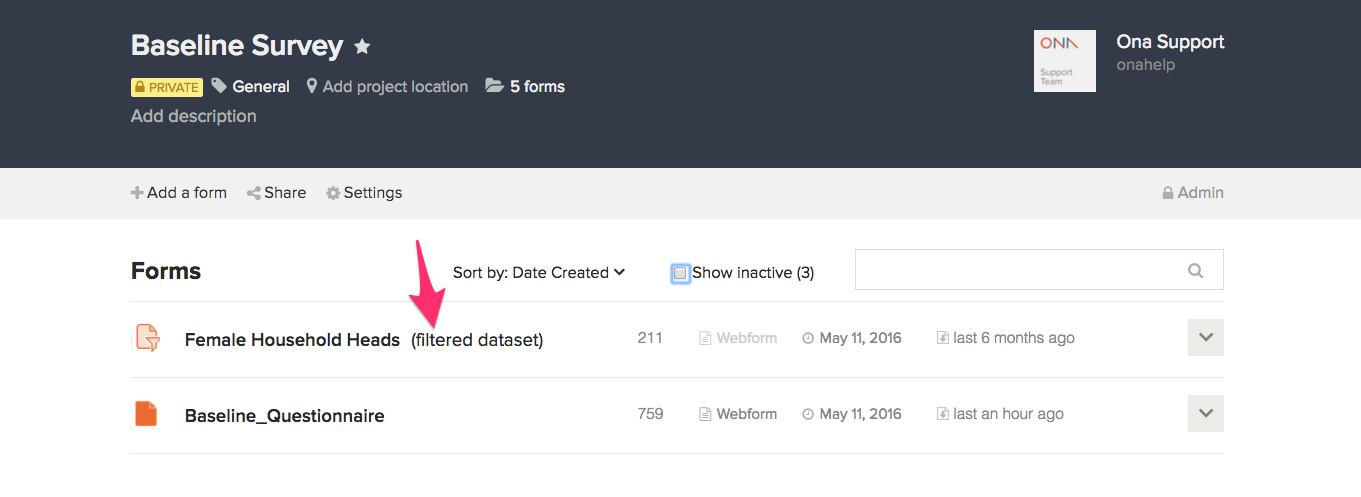 Baseline Survey
PRIVATE General Add project location 5 forms
Add description
ONA
Support
Team
Ona Support
onahelp
Add a form Share Settings Admin
Forms Sort by: Date Created Show inactive (3)
Female Household Heads (filtered dataset) 211 Webform May 11, 2016 last 6 months ago
Baseline_Questionnaire 759 Webform May 11, 2016 last an hour ago